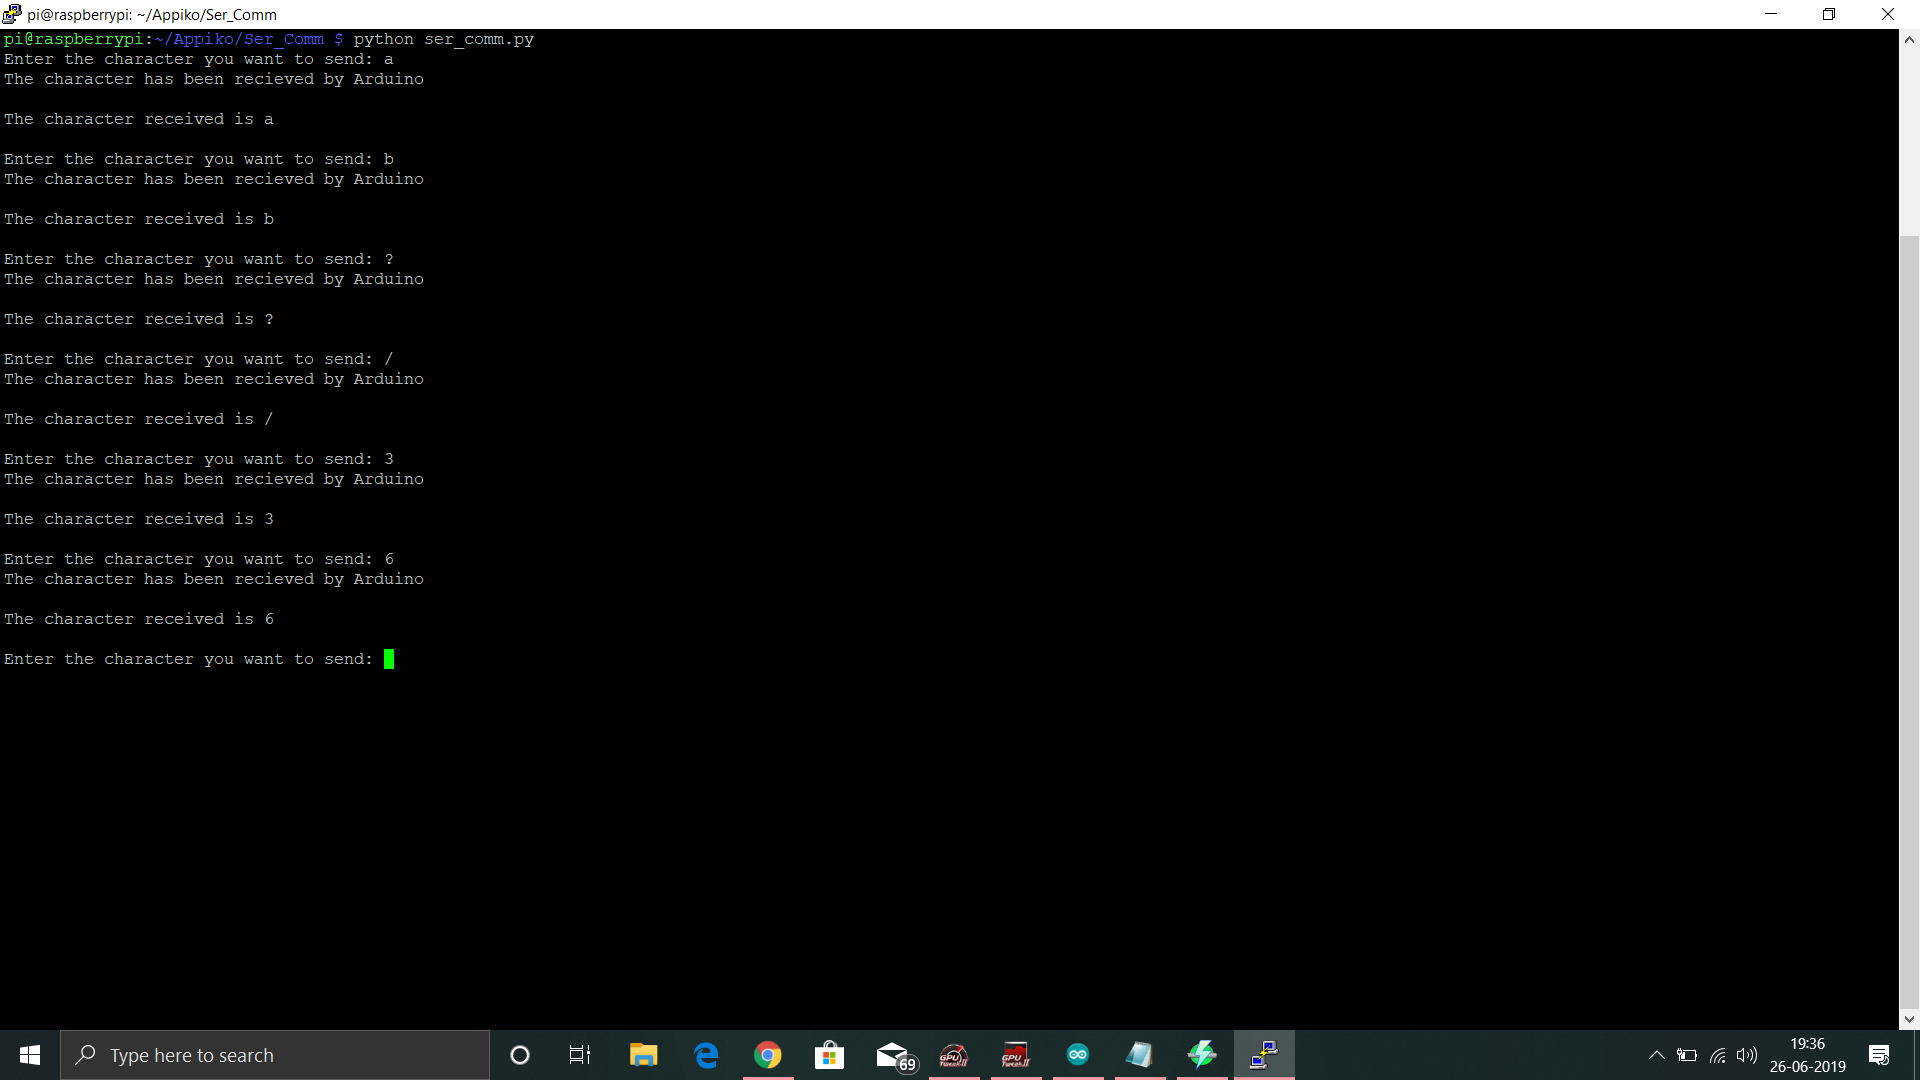 pi@raspberrypi: ~/Appiko/Ser_Comm
pi@raspberrypi:~/Appiko/Ser_Comm $ python ser_comm.py
Enter the character you want to send: a
The character has been recieved by Arduino
The character received is a
Enter the character you want to send: b
The character has been recieved by Arduino
The character received is b
Enter the character you want to send: ?
The character has been recieved by Arduino
The character received is ?
Enter the character you want to send: /
The character has been recieved by Arduino
The character received is /
Enter the character you want to send: 3
The character has been recieved by Arduino
The character received is 3
Enter the character you want to send: 6
The character has been recieved by Arduino
The character received is 6
Enter the character you want to send:
Type here to search
69
GPU Tweak II
GPU Tweak II
19:36
26-06-2019